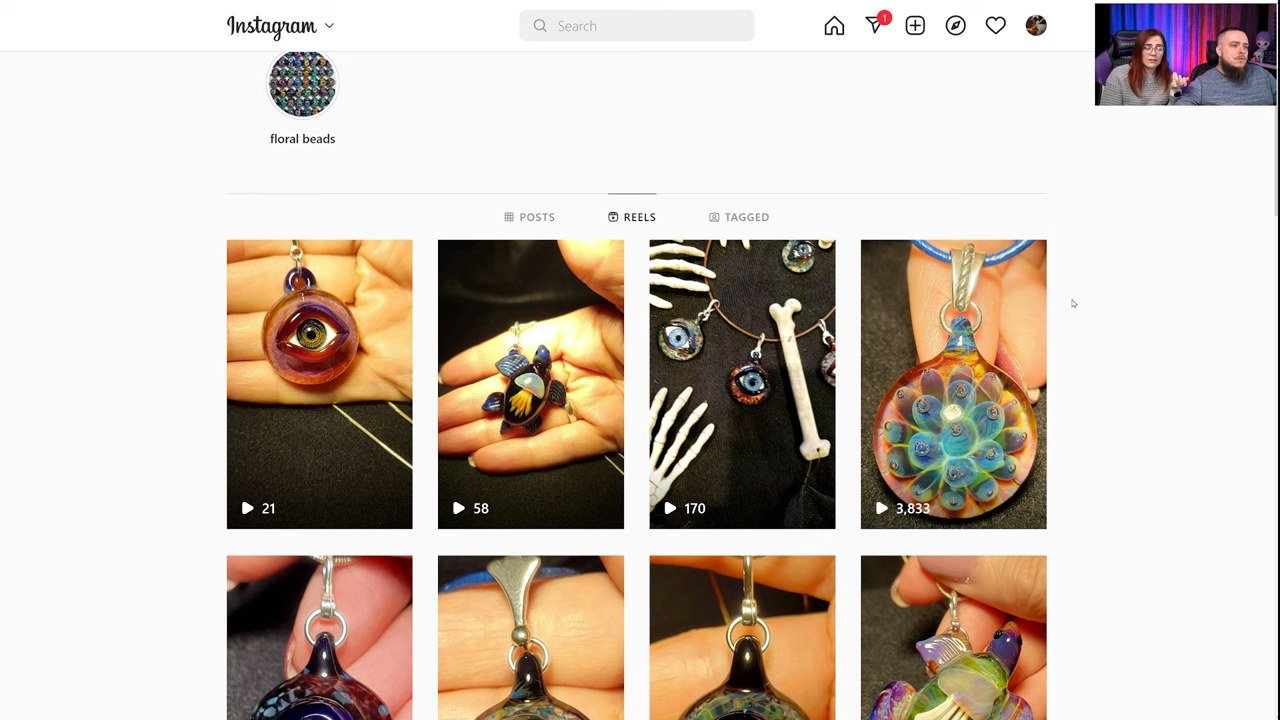 Instagram
Search
1
floral beads
POSTS
REELS
TAGGED
21
58
170
3,833